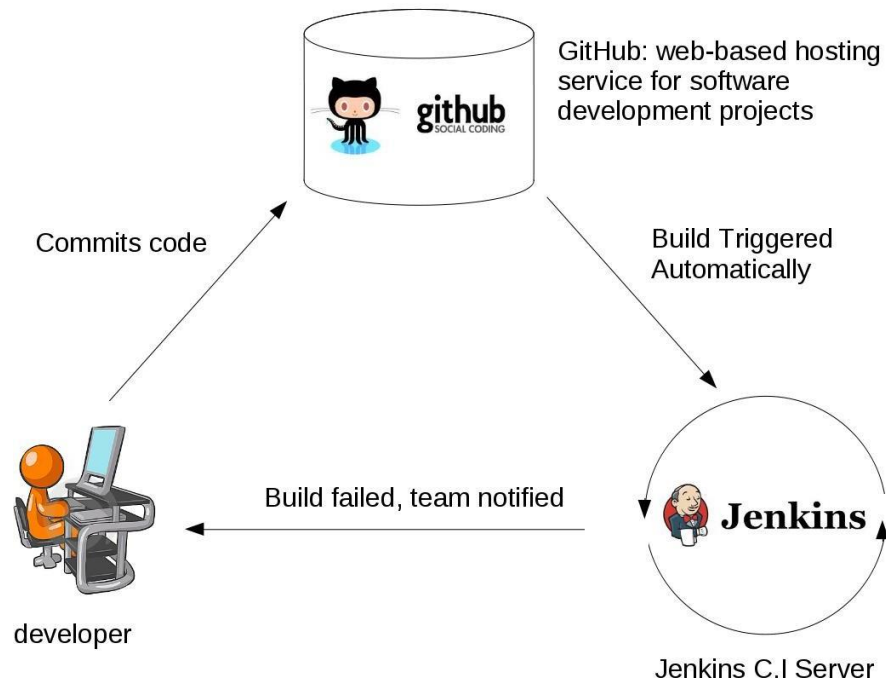 GitHub: web-based hosting
service for software
development projects
github
SOCIAL CODING
Commits code
Build Triggered
Automatically
Build failed, team notified
Jenkins
developer
Jenkins C.I Server